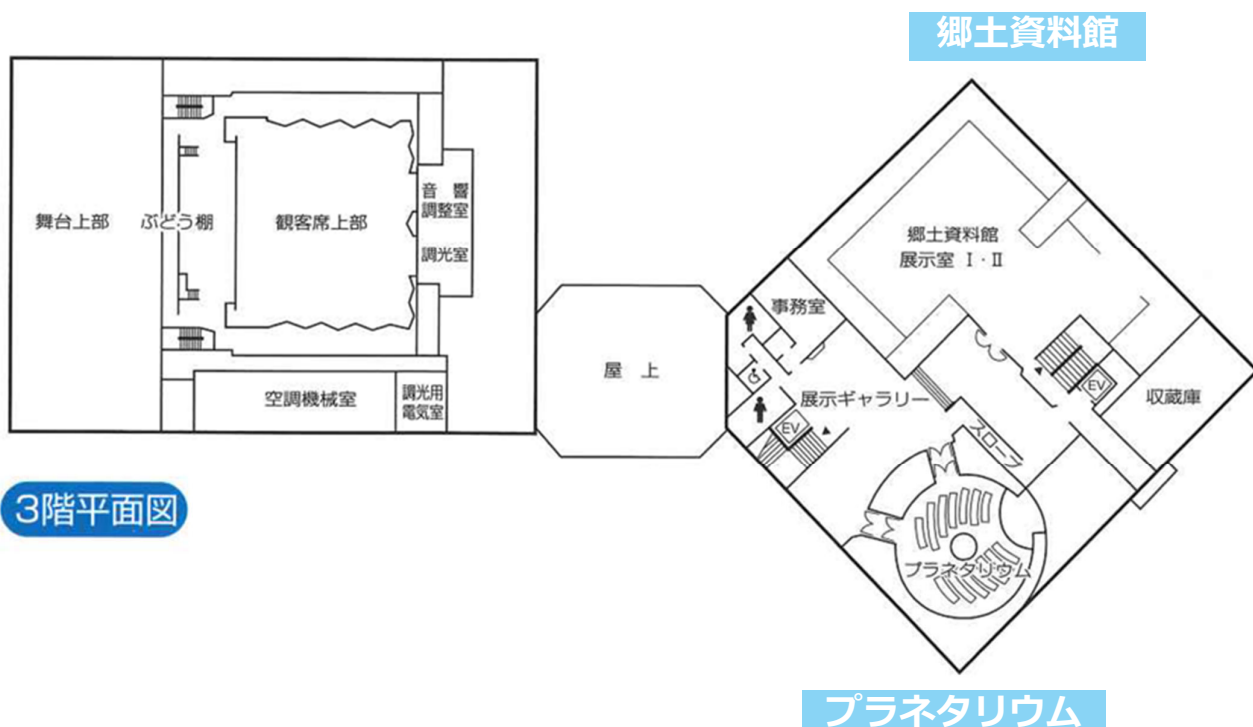 郷土資料館
舞台上部
ぶどう棚
観客席上部
音響
調整室
調光室
空調機械室
調光用
電気室
屋上
事務室
郷土資料館
展示室 Ⅰ・Ⅱ
展示ギャラリー
EV
EV
収蔵庫
スロープ
プラネタリウム
3階平面図
プラネタリウム